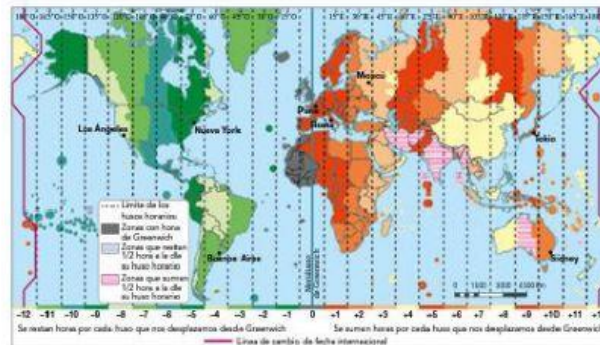 Los Ángeles
Nueva York
Buenos Aires
París
Roma
Moscú
Tokio
Sidney
Límite de
husos horarios
Zonas con hora
de Greenwich
Zonas que restan
1/2 hora a la de
su huso horario
Zonas que suman
1/2 hora a la de
su huso horario
Meridiano
de Greenwich
-12 -11 -10 -9 -8 -7 -6 -5 -4 -3 -2 -1 0 +1 +2 +3 +4 +5 +6 +7 +8 +9 +10 +11
Se restan horas por cada huso que nos desplazamos desde Greenwich
Se suman horas por cada huso que nos desplazamos desde Greenwich
Línea de cambio de fecha internacional